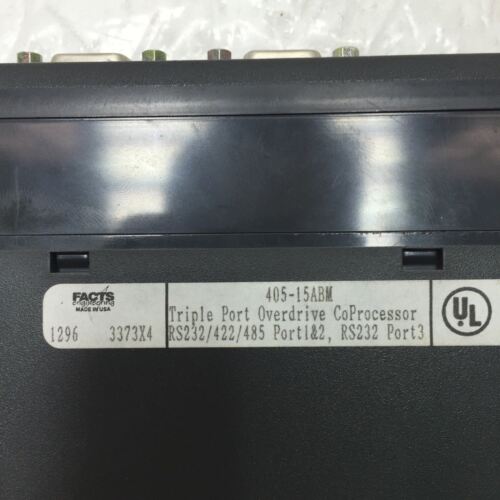 FACTS
engineering
MADE IN USA
1296 3373X4
405-15ABM
Triple Port Overdrive CoProcessor
RS232/422/485 Port1&2, RS232 Port3
UL